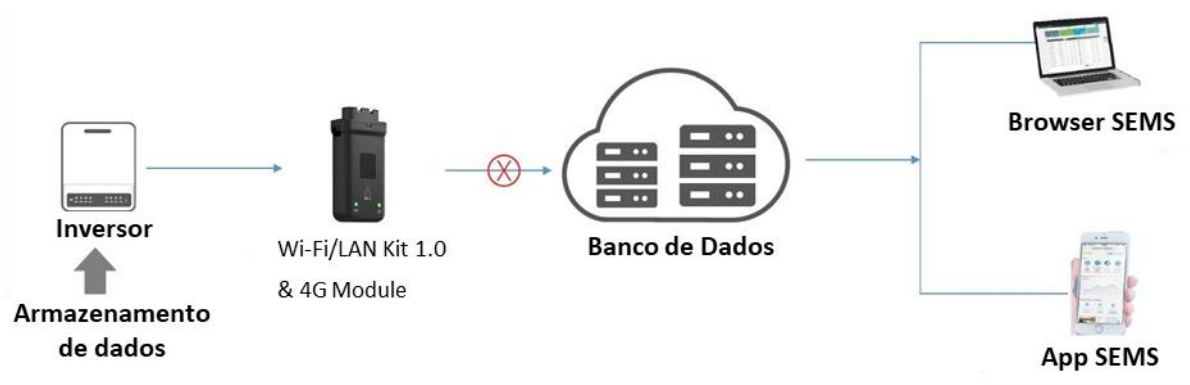 Browser SEMS
Inversor
Wi-Fi/LAN Kit 1.0
& 4G Module
Banco de Dados
Armazenamento
de dados
App SEMS